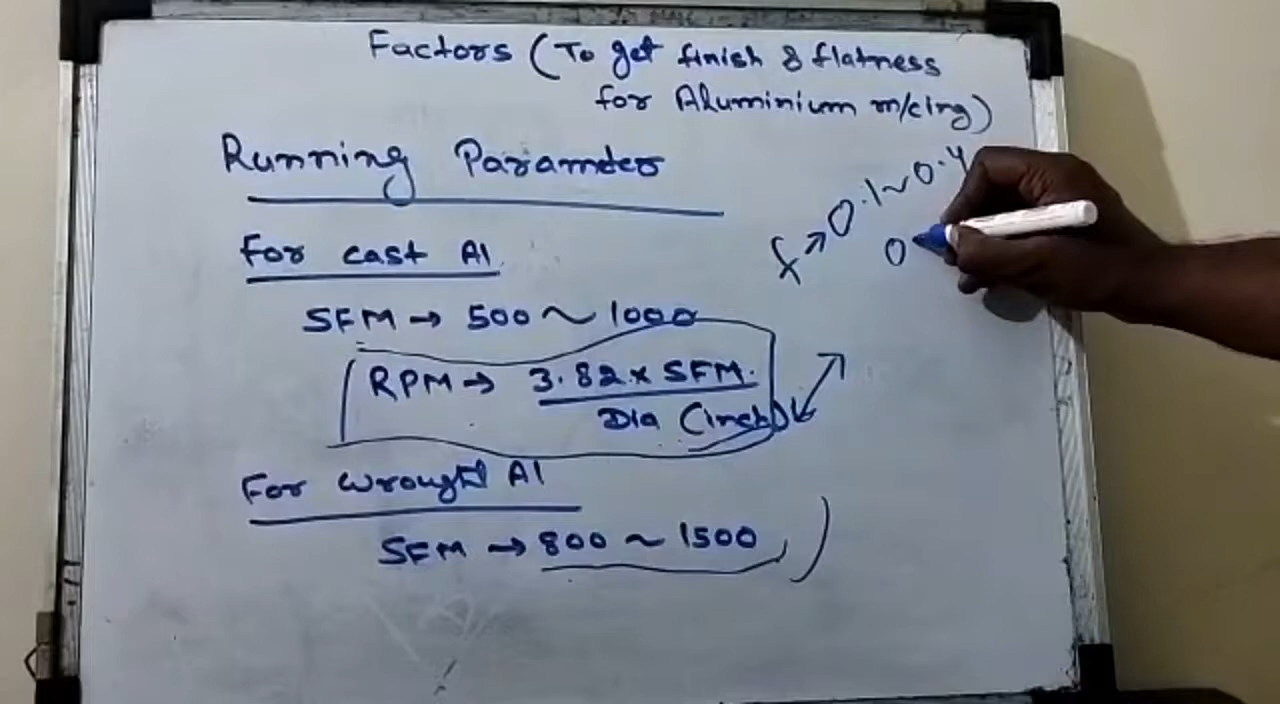 Factors (To get finish & flatness
for Aluminium m/cing)
Running Paramter
f → 0.1 ~ 0.4
0
For cast Al
SFM → 500 ~ 1000
RPM → 3.82 x SFM.
Dia (inch)
For Wrought Al
SFM → 800 ~ 1500